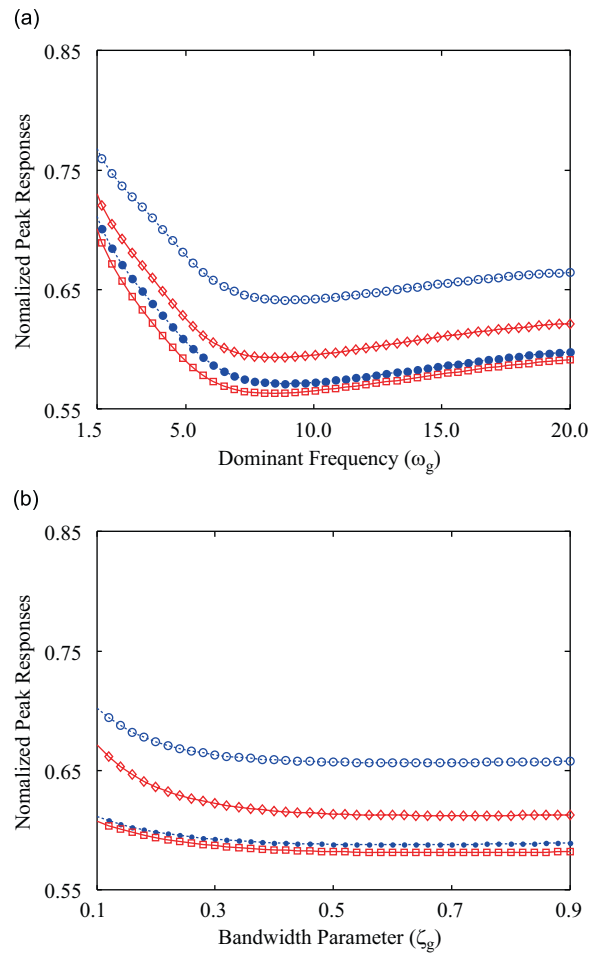 (a)
0.85
0.75
0.65
0.55
Nomalized Peak Responses
1.5 5.0 10.0 15.0 20.0
Dominant Frequency (ωg)
(b)
0.85
0.75
0.65
0.55
Normalized Peak Responses
0.1 0.3 0.5 0.7 0.9
Bandwidth Parameter (ζg)